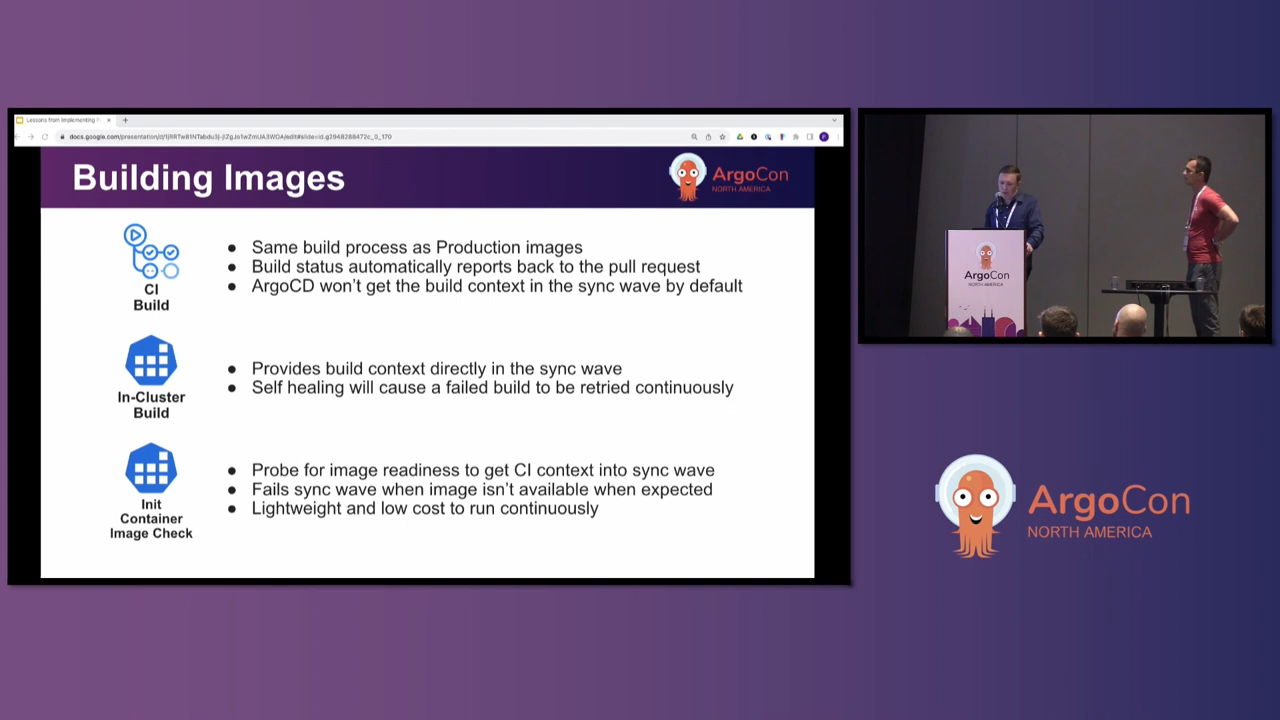 Lessons from Implementing
Building Images
ArgoCon
NORTH AMERICA
CI
Build
● Same build process as Production images
● Build status automatically reports back to the pull request
● ArgoCD won’t get the build context in the sync wave by default
In-Cluster
Build
● Provides build context directly in the sync wave
● Self healing will cause a failed build to be retried continuously
Init
Container
Image Check
● Probe for image readiness to get CI context into sync wave
● Fails sync wave when image isn’t available when expected
● Lightweight and low cost to run continuously
ArgoCon
NORTH AMERICA
ArgoCon
NORTH AMERICA